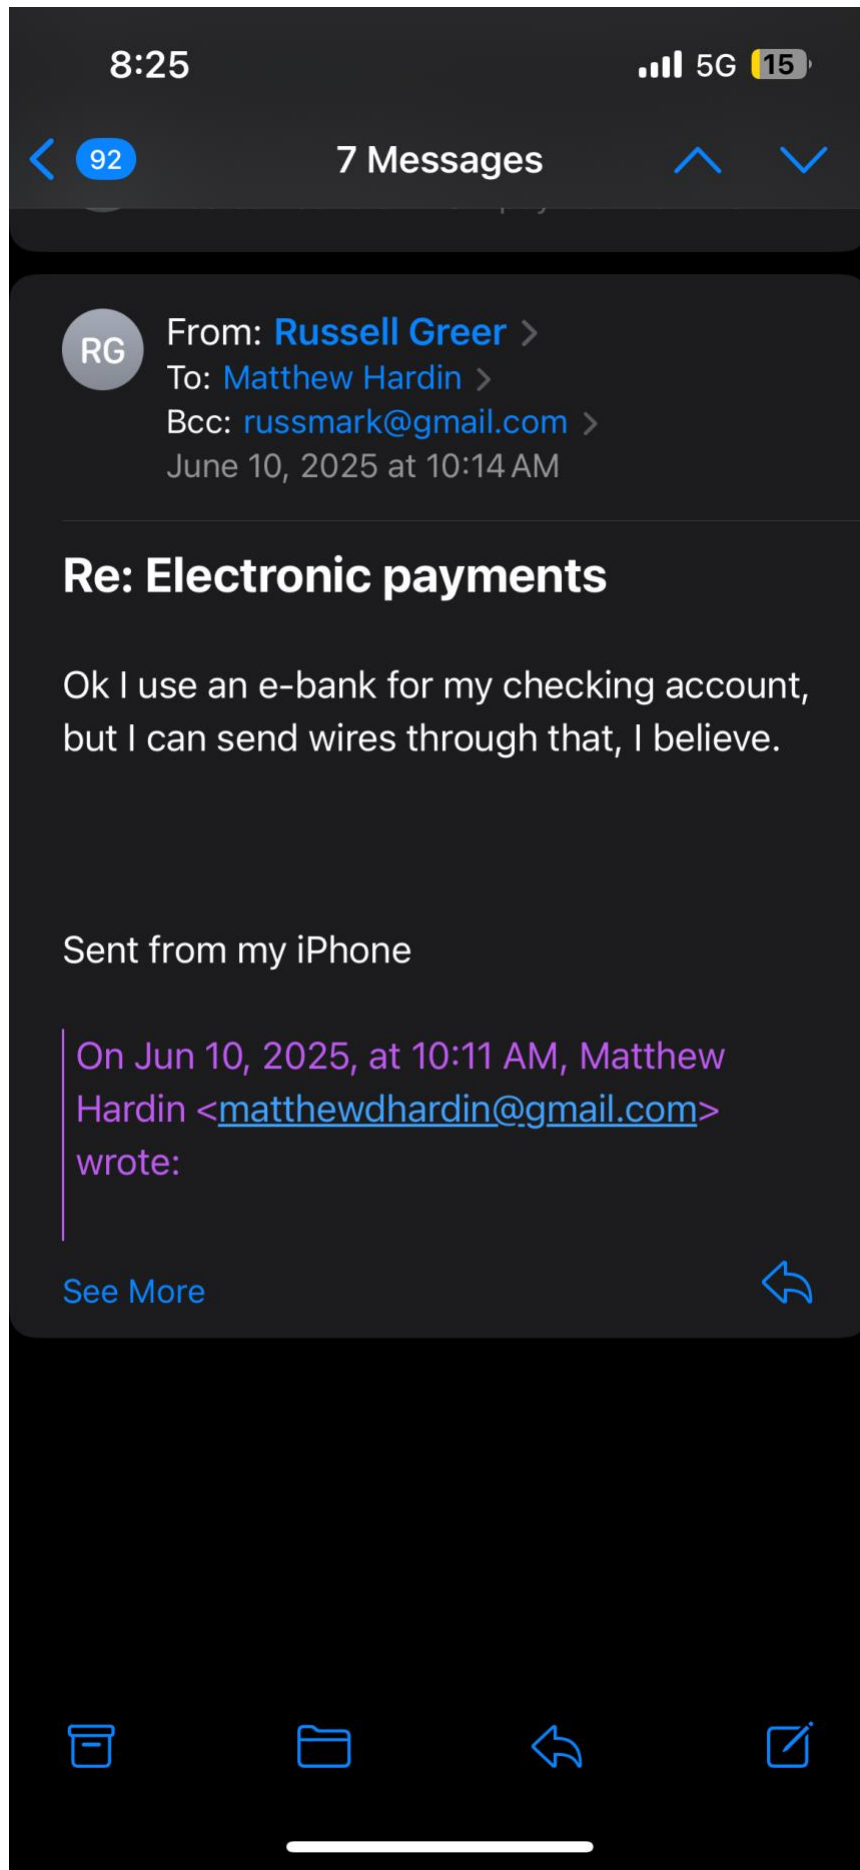 8:25 5G 15
92 7 Messages
RG
From: Russell Greer
To: Matthew Hardin
Bcc: russmark@gmail.com
June 10, 2025 at 10:14 AM
Re: Electronic payments
Ok I use an e-bank for my checking account,
but I can send wires through that, I believe.
Sent from my iPhone
On Jun 10, 2025, at 10:11 AM, Matthew
Hardin <matthewdhardin@gmail.com>
wrote:
See More